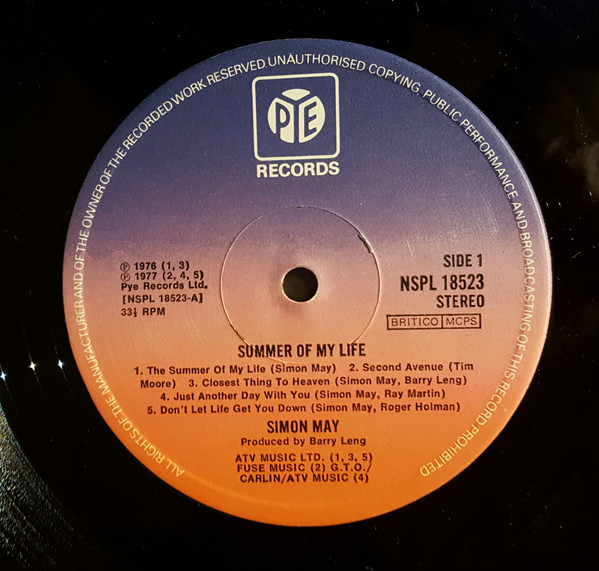 ALL RIGHTS OF THE MANUFACTURER AND OF THE OWNER OF THE RECORDED WORK RESERVED. UNAUTHORISED COPYING, PUBLIC PERFORMANCE AND BROADCASTING OF THIS RECORD PROHIBITED
PYE
RECORDS
℗ 1976 (1, 3)
℗ 1977 (2, 4, 5)
Pye Records Ltd.
[NSPL 18523-A]
33⅓ RPM
SIDE 1
NSPL 18523
STEREO
BRITICO MCPS
SUMMER OF MY LIFE
1. The Summer Of My Life (Simon May) 2. Second Avenue (Tim
Moore) 3. Closest Thing To Heaven (Simon May, Barry Leng)
4. Just Another Day With You (Simon May, Ray Martin)
5. Don't Let Life Get You Down (Simon May, Roger Holman)
SIMON MAY
Produced by Barry Leng
ATV MUSIC LTD. (1, 3, 5)
FUSE MUSIC (2) G.T.O./
CARLIN/ATV MUSIC (4)